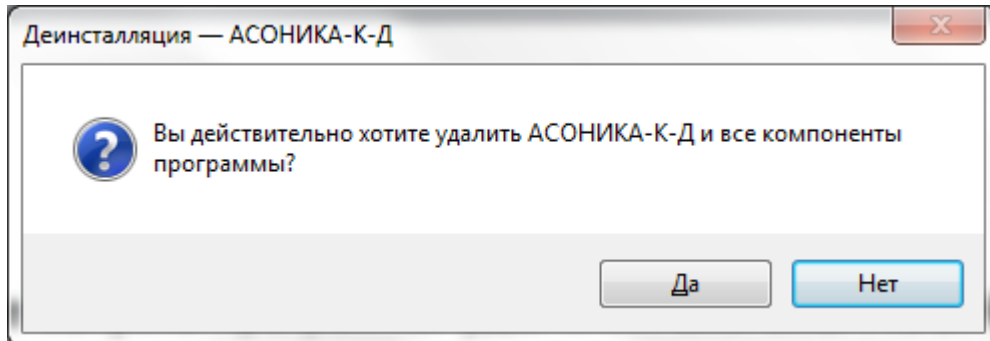 Деинсталляция — АСОНИКА-К-Д
Вы действительно хотите удалить АСОНИКА-К-Д и все компоненты
программы?
Да
Нет